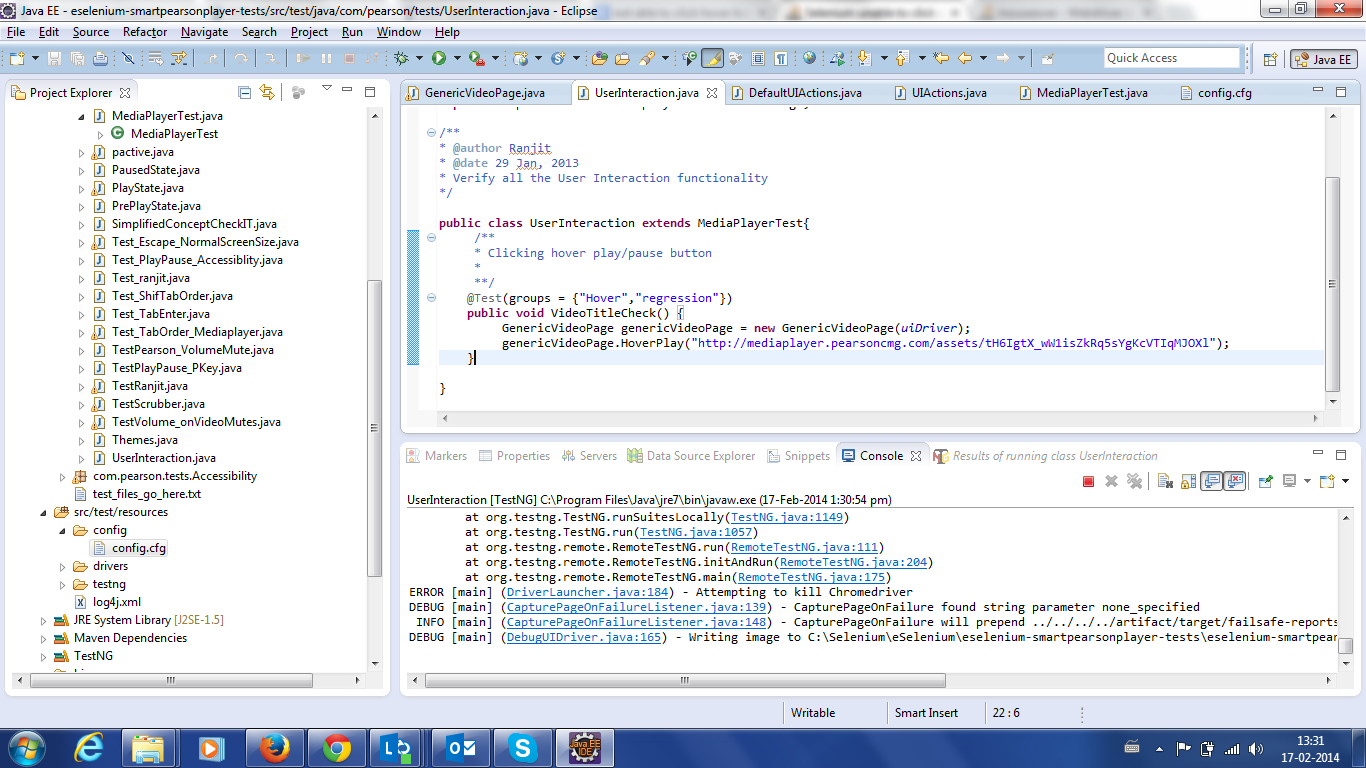 Java EE - eselenium-smartpearsonplayer-tests/src/test/java/com/pearson/tests/UserInteraction.java - Eclipse
File Edit Source Refactor Navigate Search Project Run Window Help
Quick Access
Java EE
Project Explorer
MediaPlayerTest.java
MediaPlayerTest
pactive.java
PausedState.java
PlayState.java
PrePlayState.java
SimplifiedConceptCheckIT.java
Test_Escape_NormalScreenSize.java
Test_PlayPause_Accessiblity.java
Test_ranjit.java
Test_ShifTabOrder.java
Test_TabEnter.java
Test_TabOrder_Mediaplayer.java
TestPearson_VolumeMute.java
TestPlayPause_PKey.java
TestRanjit.java
TestScrubber.java
TestVolume_onVideoMutes.java
Themes.java
UserInteraction.java
com.pearson.tests.Accessibility
test_files_go_here.txt
src/test/resources
config
config.cfg
drivers
testng
log4j.xml
JRE System Library [J2SE-1.5]
Maven Dependencies
TestNG
GenericVideoPage.java UserInteraction.java DefaultUIActions.java UIActions.java MediaPlayerTest.java config.cfg
/**
* @author Ranjit
* @date 29 Jan, 2013
* Verify all the User Interaction functionality
*/
public class UserInteraction extends MediaPlayerTest{
/**
* Clicking hover play/pause button
*
**/
@Test(groups = {"Hover","regression"})
public void VideoTitleCheck() {
GenericVideoPage genericVideoPage = new GenericVideoPage(uiDriver);
genericVideoPage.HoverPlay("http://mediaplayer.pearsoncmg.com/assets/tH6IgtX_wW1isZkRq5sYgKcVTIqMJOXl");
}
}
Markers Properties Servers Data Source Explorer Snippets Console Results of running class UserInteraction
UserInteraction [TestNG] C:\Program Files\Java\jre7\bin\javaw.exe (17-Feb-2014 1:30:54 pm)
at org.testng.TestNG.runSuitesLocally(TestNG.java:1149)
at org.testng.TestNG.run(TestNG.java:1057)
at org.testng.remote.RemoteTestNG.run(RemoteTestNG.java:111)
at org.testng.remote.RemoteTestNG.initAndRun(RemoteTestNG.java:204)
at org.testng.remote.RemoteTestNG.main(RemoteTestNG.java:175)
ERROR [main] (DriverLauncher.java:184) - Attempting to kill Chromedriver
DEBUG [main] (CapturePageOnFailureListener.java:139) - CapturePageOnFailure found string parameter none_specified
INFO [main] (CapturePageOnFailureListener.java:148) - CapturePageOnFailure will prepend ../../../../artifact/target/failsafe-reports
DEBUG [main] (DebugUIDriver.java:165) - Writing image to C:\Selenium\eSelenium\eselenium-smartpearsonplayer-tests\eselenium-smartpear
Writable Smart Insert 22 : 6
Java EE
IDE
13:31
17-02-2014